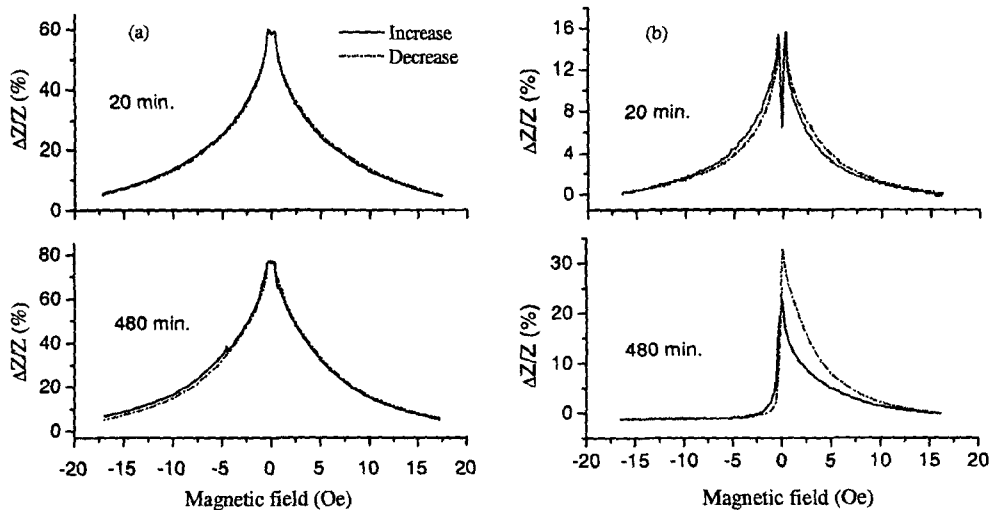 (a)
Increase
Decrease
20 min.
ΔZ/Z (%)
60
40
20
0
480 min.
ΔZ/Z (%)
80
60
40
20
0
-20 -15 -10 -5 0 5 10 15 20
Magnetic field (Oe)
(b)
20 min.
ΔZ/Z (%)
16
12
8
4
0
480 min.
ΔZ/Z (%)
30
20
10
0
-20 -15 -10 -5 0 5 10 15 20
Magnetic field (Oe)